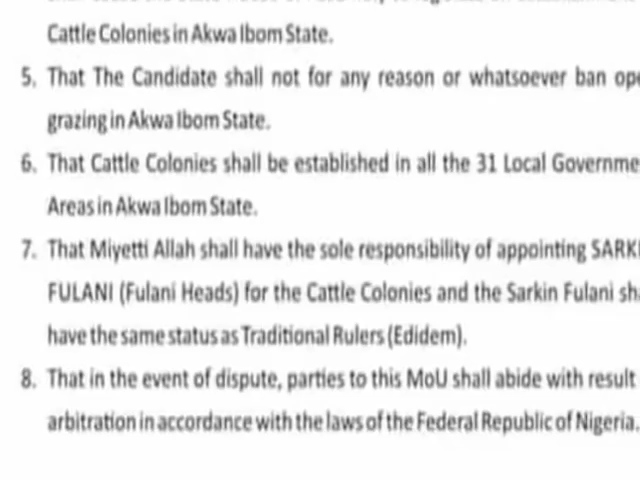 Cattle Colonies in Akwa Ibom State.
5. That The Candidate shall not for any reason or whatsoever ban ope
grazing in Akwa Ibom State.
6. That Cattle Colonies shall be established in all the 31 Local Governme
Areas in Akwa Ibom State.
7. That Miyetti Allah shall have the sole responsibility of appointing SARKI
FULANI (Fulani Heads) for the Cattle Colonies and the Sarkin Fulani sha
have the same status as Traditional Rulers (Edidem).
8. That in the event of dispute, parties to this MoU shall abide with result
arbitration in accordance with the laws of the Federal Republic of Nigeria.